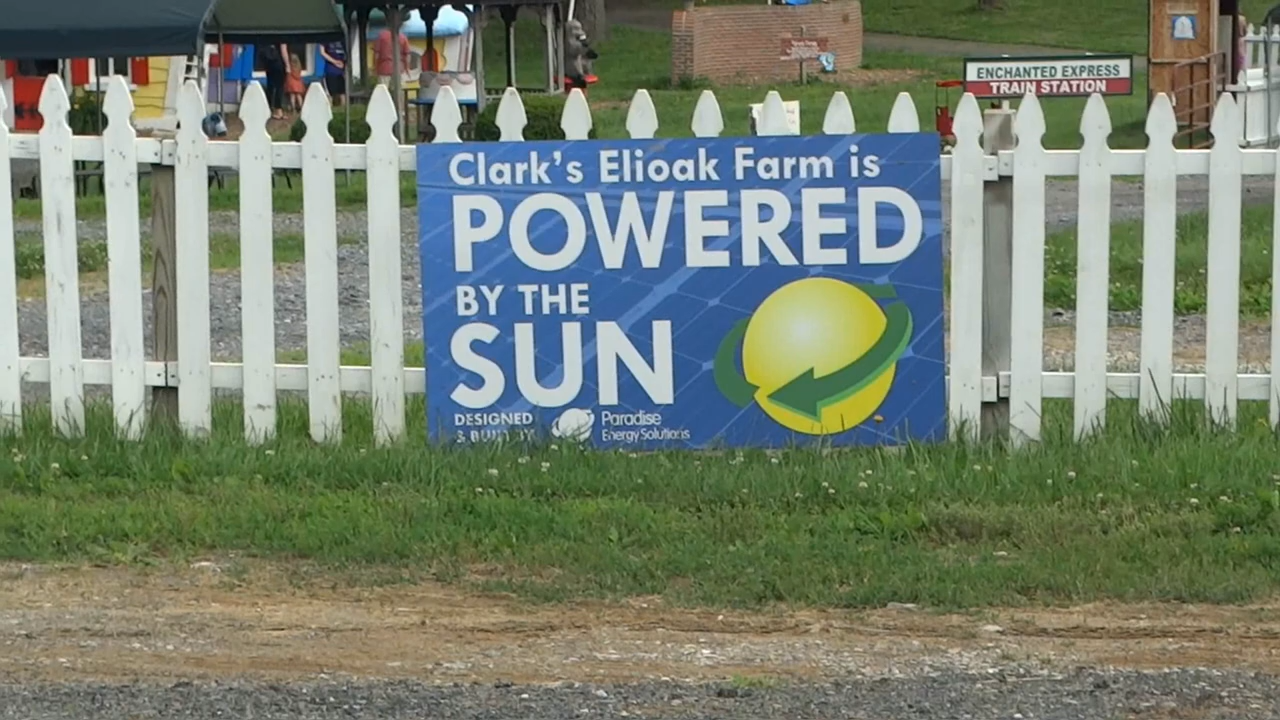 ENCHANTED EXPRESS
TRAIN STATION
Clark's Elioak Farm is
POWERED
BY THE
SUN
DESIGNED
& BUILT BY
Paradise
Energy Solutions